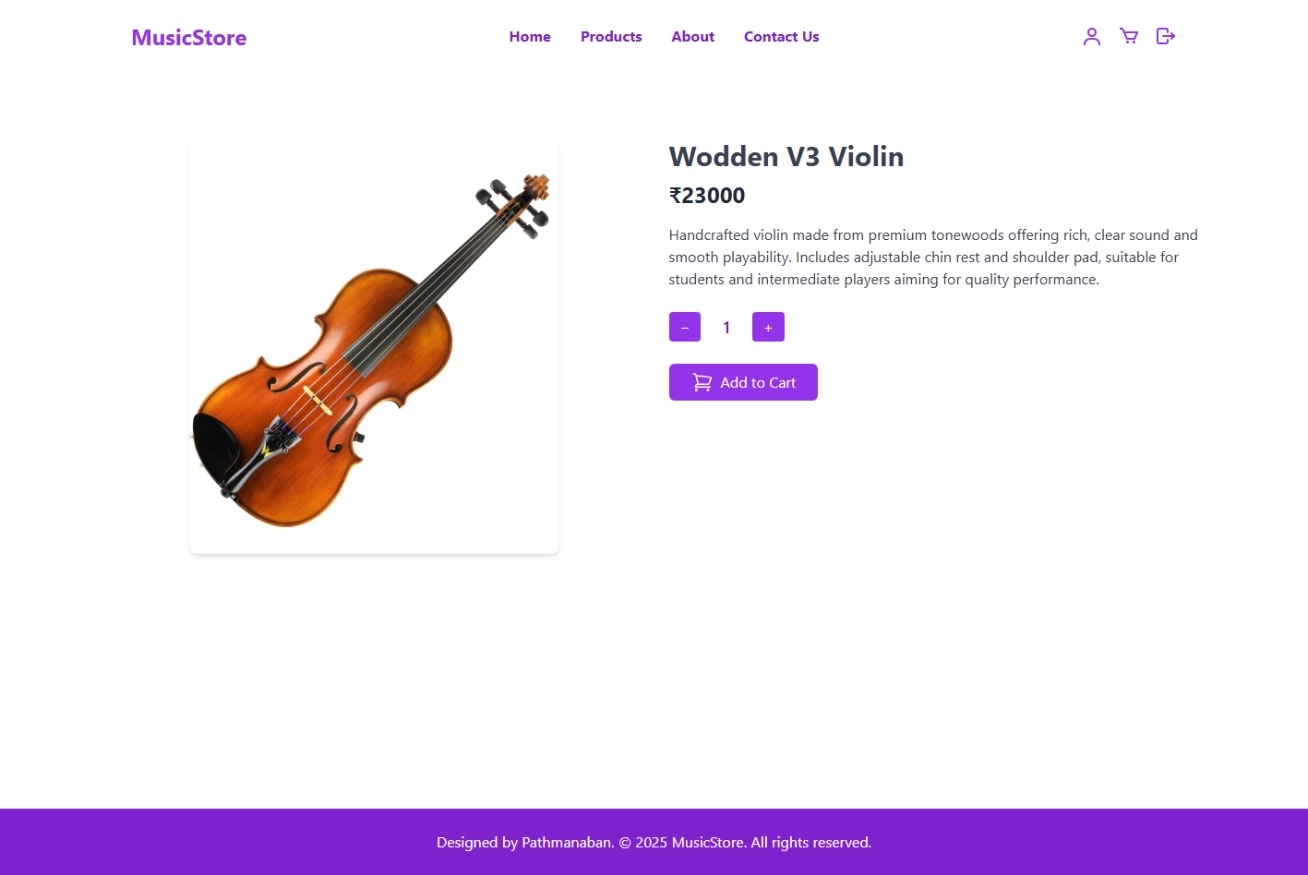 MusicStore
Home Products About Contact Us
Wodden V3 Violin
₹23000
Handcrafted violin made from premium tonewoods offering rich, clear sound and
smooth playability. Includes adjustable chin rest and shoulder pad, suitable for
students and intermediate players aiming for quality performance.
− 1 +
Add to Cart
Designed by Pathmanaban. © 2025 MusicStore. All rights reserved.